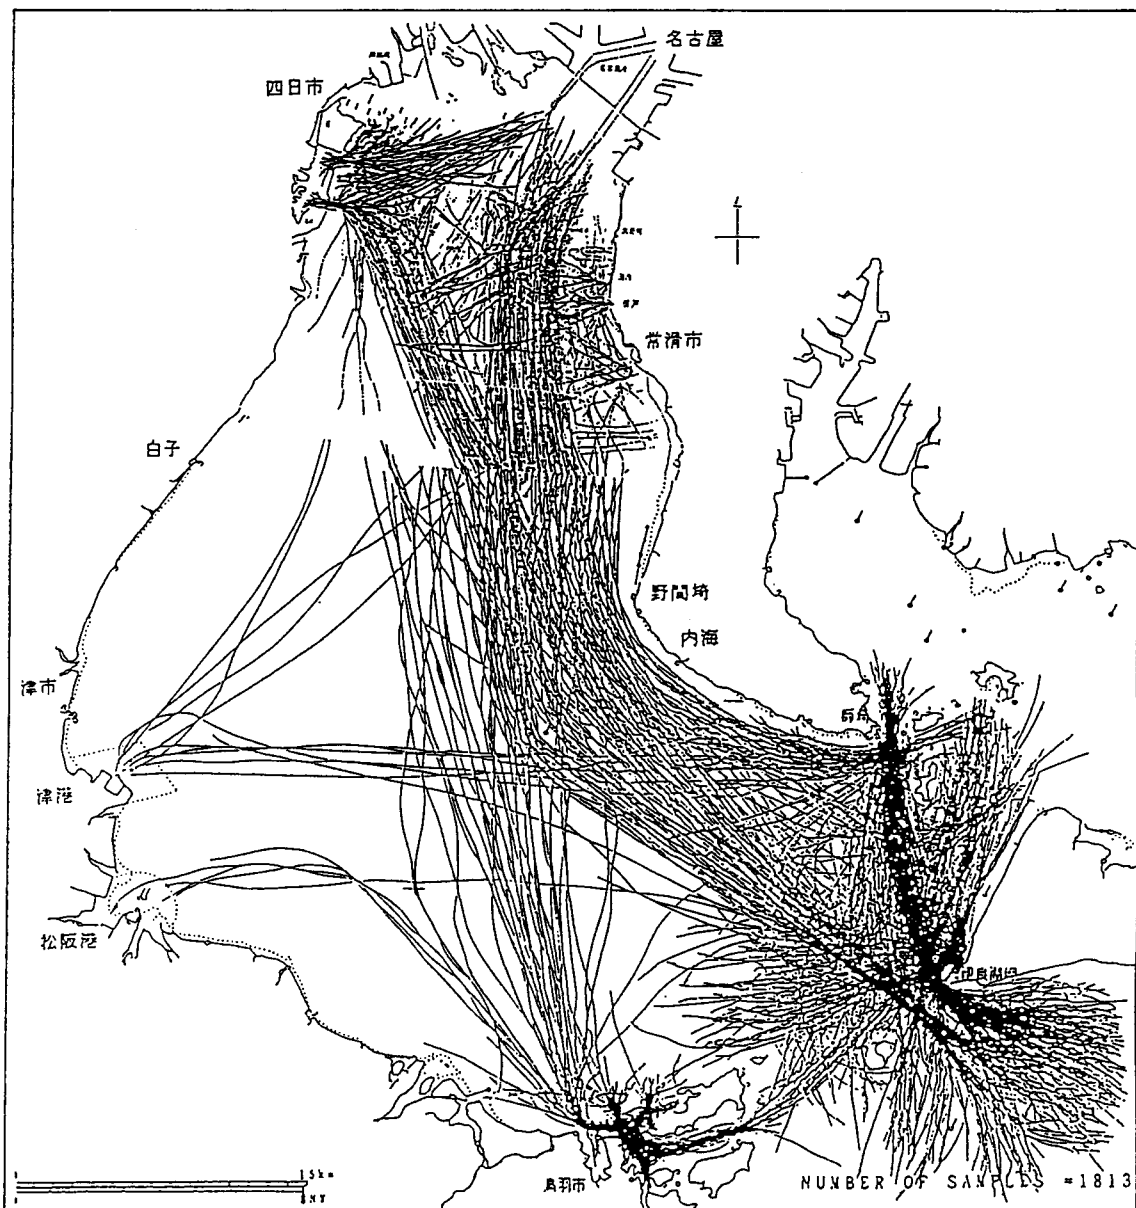 名古屋
四日市
常滑市
白子
野間埼
内海
津市
師崎
津港
松阪港
伊良湖岬
鳥羽市
15km
8NM
NUMBER OF SAMPLES =1813